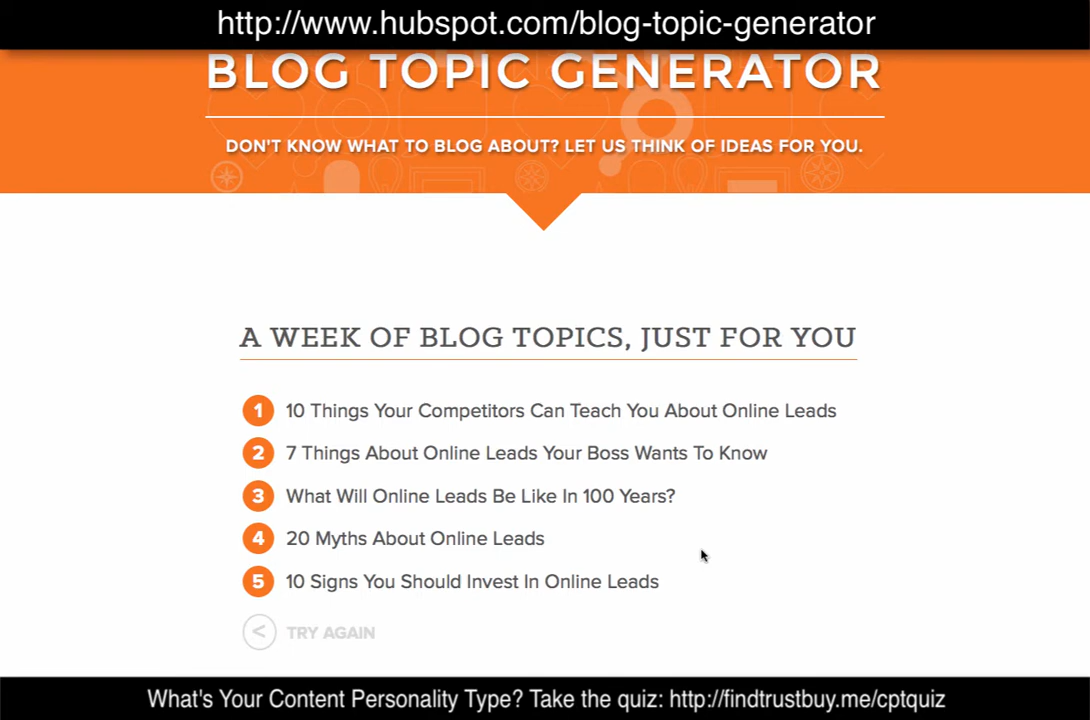 http://www.hubspot.com/blog-topic-generator
BLOG TOPIC GENERATOR
DON'T KNOW WHAT TO BLOG ABOUT? LET US THINK OF IDEAS FOR YOU.
A WEEK OF BLOG TOPICS, JUST FOR YOU
1 10 Things Your Competitors Can Teach You About Online Leads
2 7 Things About Online Leads Your Boss Wants To Know
3 What Will Online Leads Be Like In 100 Years?
4 20 Myths About Online Leads
5 10 Signs You Should Invest In Online Leads
< TRY AGAIN
What's Your Content Personality Type? Take the quiz: http://findtrustbuy.me/cptquiz